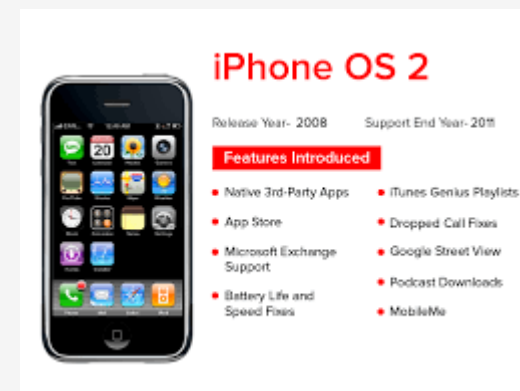 iPhone OS 2
Release Year- 2008
Support End Year- 2011
Features Introduced
Native 3rd-Party Apps
App Store
Microsoft Exchange
Support
Battery Life and
Speed Fixes
iTunes Genius Playlists
Dropped Call Fixes
Google Street View
Podcast Downloads
MobileMe
20